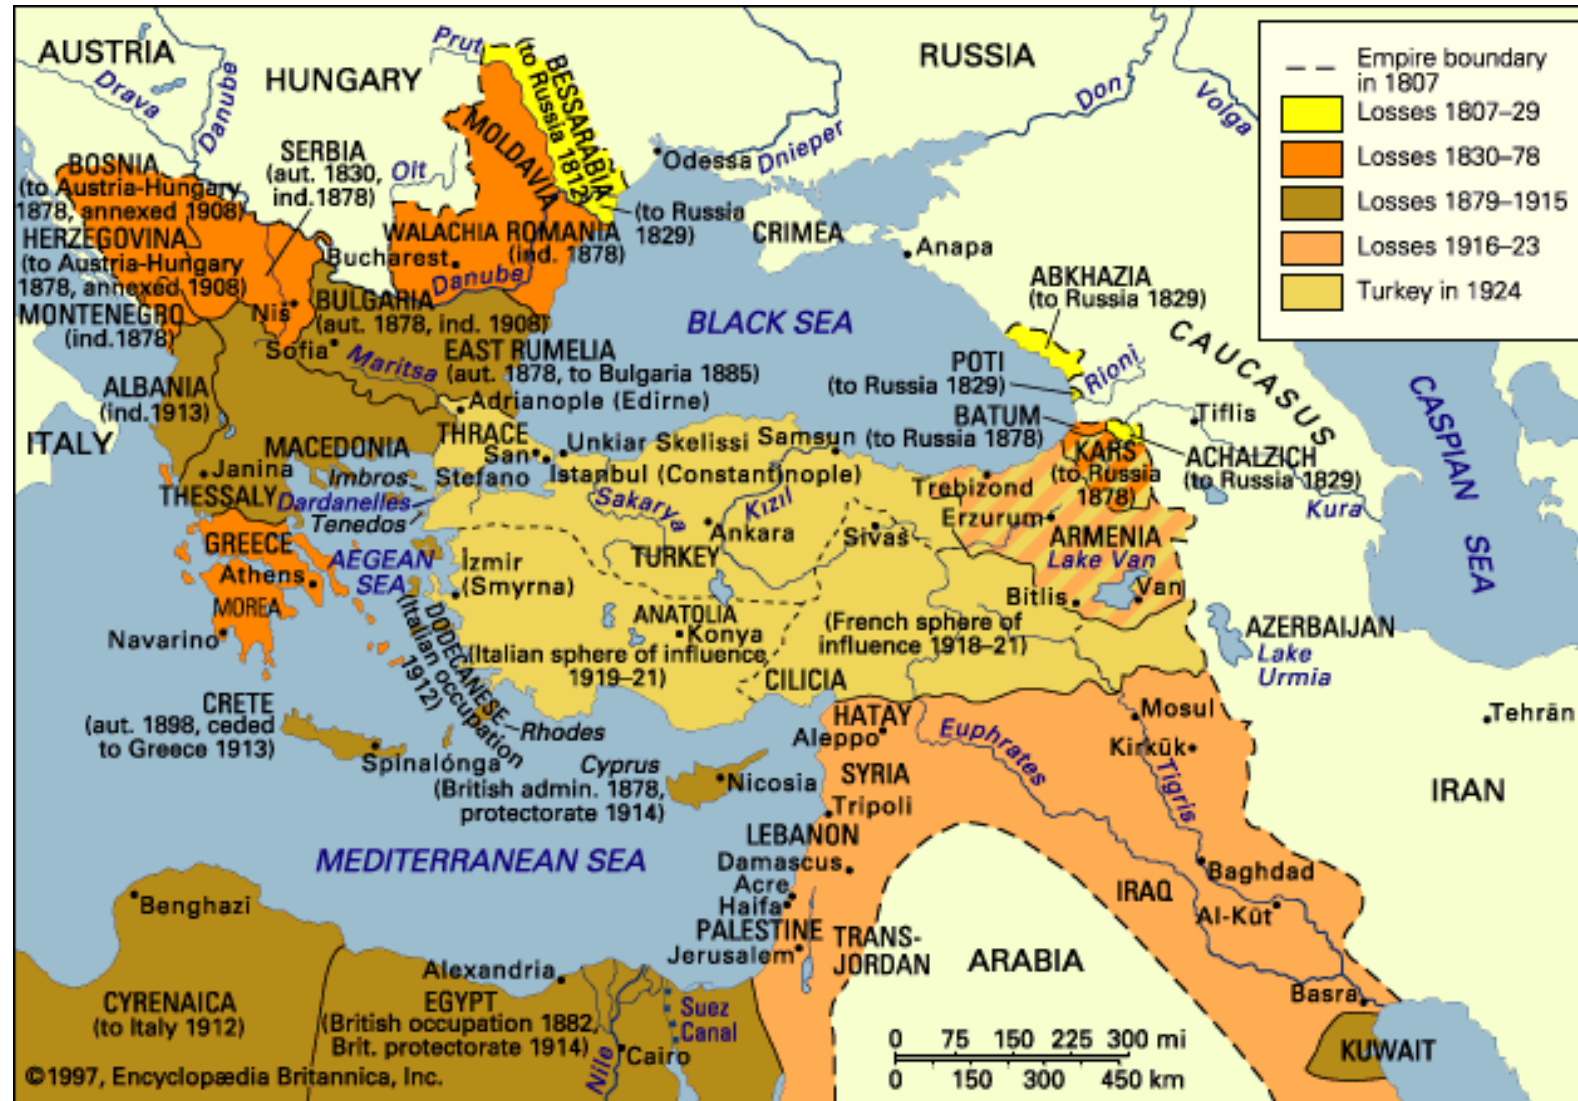 AUSTRIA
Drava
Danube
HUNGARY
Prut
BESSARABIA
(to Russia 1812)
MOLDAVIA
RUSSIA
Don
Volga
Dnieper
Odessa
Olt
SERBIA
(aut. 1830,
ind.1878)
BOSNIA
(to Austria-Hungary
1878, annexed 1908)
HERZEGOVINA
(to Austria-Hungary
1878, annexed 1908)
MONTENEGRO
(ind.1878)
Niš
WALACHIA
ROMANIA
(ind. 1878)
Bucharest
Danube
(to Russia
1829)
CRIMEA
Anapa
BULGARIA
(aut. 1878, ind. 1908)
Sofia
Maritsa
EAST RUMELIA
(aut. 1878, to Bulgaria 1885)
BLACK SEA
ABKHAZIA
(to Russia 1829)
CAUCASUS
POTI
(to Russia 1829)
Rioni
BATUM
(to Russia 1878)
Tiflis
KARS
(to Russia
1878)
ACHALZICH
(to Russia 1829)
Kura
CASPIAN SEA
ALBANIA
(ind.1913)
ITALY
Adrianople (Edirne)
MACEDONIA
THRACE
San
Stefano
Unkiar Skelissi
Istanbul (Constantinople)
Samsun
Janina
Imbros
THESSALY
Dardanelles
Tenedos
Sakarya
Kızıl
Ankara
Sivas
Trebizond
Erzurum
ARMENIA
Lake Van
Van
Bitlis
GREECE
Athens
AEGEAN
SEA
MOREA
Navarino
İzmir
(Smyrna)
TURKEY
ANATOLIA
Konya
(Italian sphere of influence
1919–21)
(French sphere of
influence 1918–21)
CILICIA
DODECANESE
(Italian occupation
1912)
Rhodes
AZERBAIJAN
Lake
Urmia
Tehrān
CRETE
(aut. 1898, ceded
to Greece 1913)
Spinalónga
Cyprus
(British admin. 1878,
protectorate 1914)
Nicosia
HATAY
Aleppo
Euphrates
Mosul
Kirkūk
Tigris
SYRIA
Tripoli
LEBANON
Damascus
Acre
Haifa
PALESTINE
Jerusalem
TRANS-
JORDAN
IRAN
Baghdad
IRAQ
Al-Kūt
Basra
ARABIA
KUWAIT
MEDITERRANEAN SEA
Benghazi
CYRENAICA
(to Italy 1912)
Alexandria
EGYPT
(British occupation 1882,
Brit. protectorate 1914)
Suez
Canal
Cairo
Nile
0 75 150 225 300 mi
0 150 300 450 km
©1997, Encyclopædia Britannica, Inc.
Empire boundary
in 1807
Losses 1807–29
Losses 1830–78
Losses 1879–1915
Losses 1916–23
Turkey in 1924